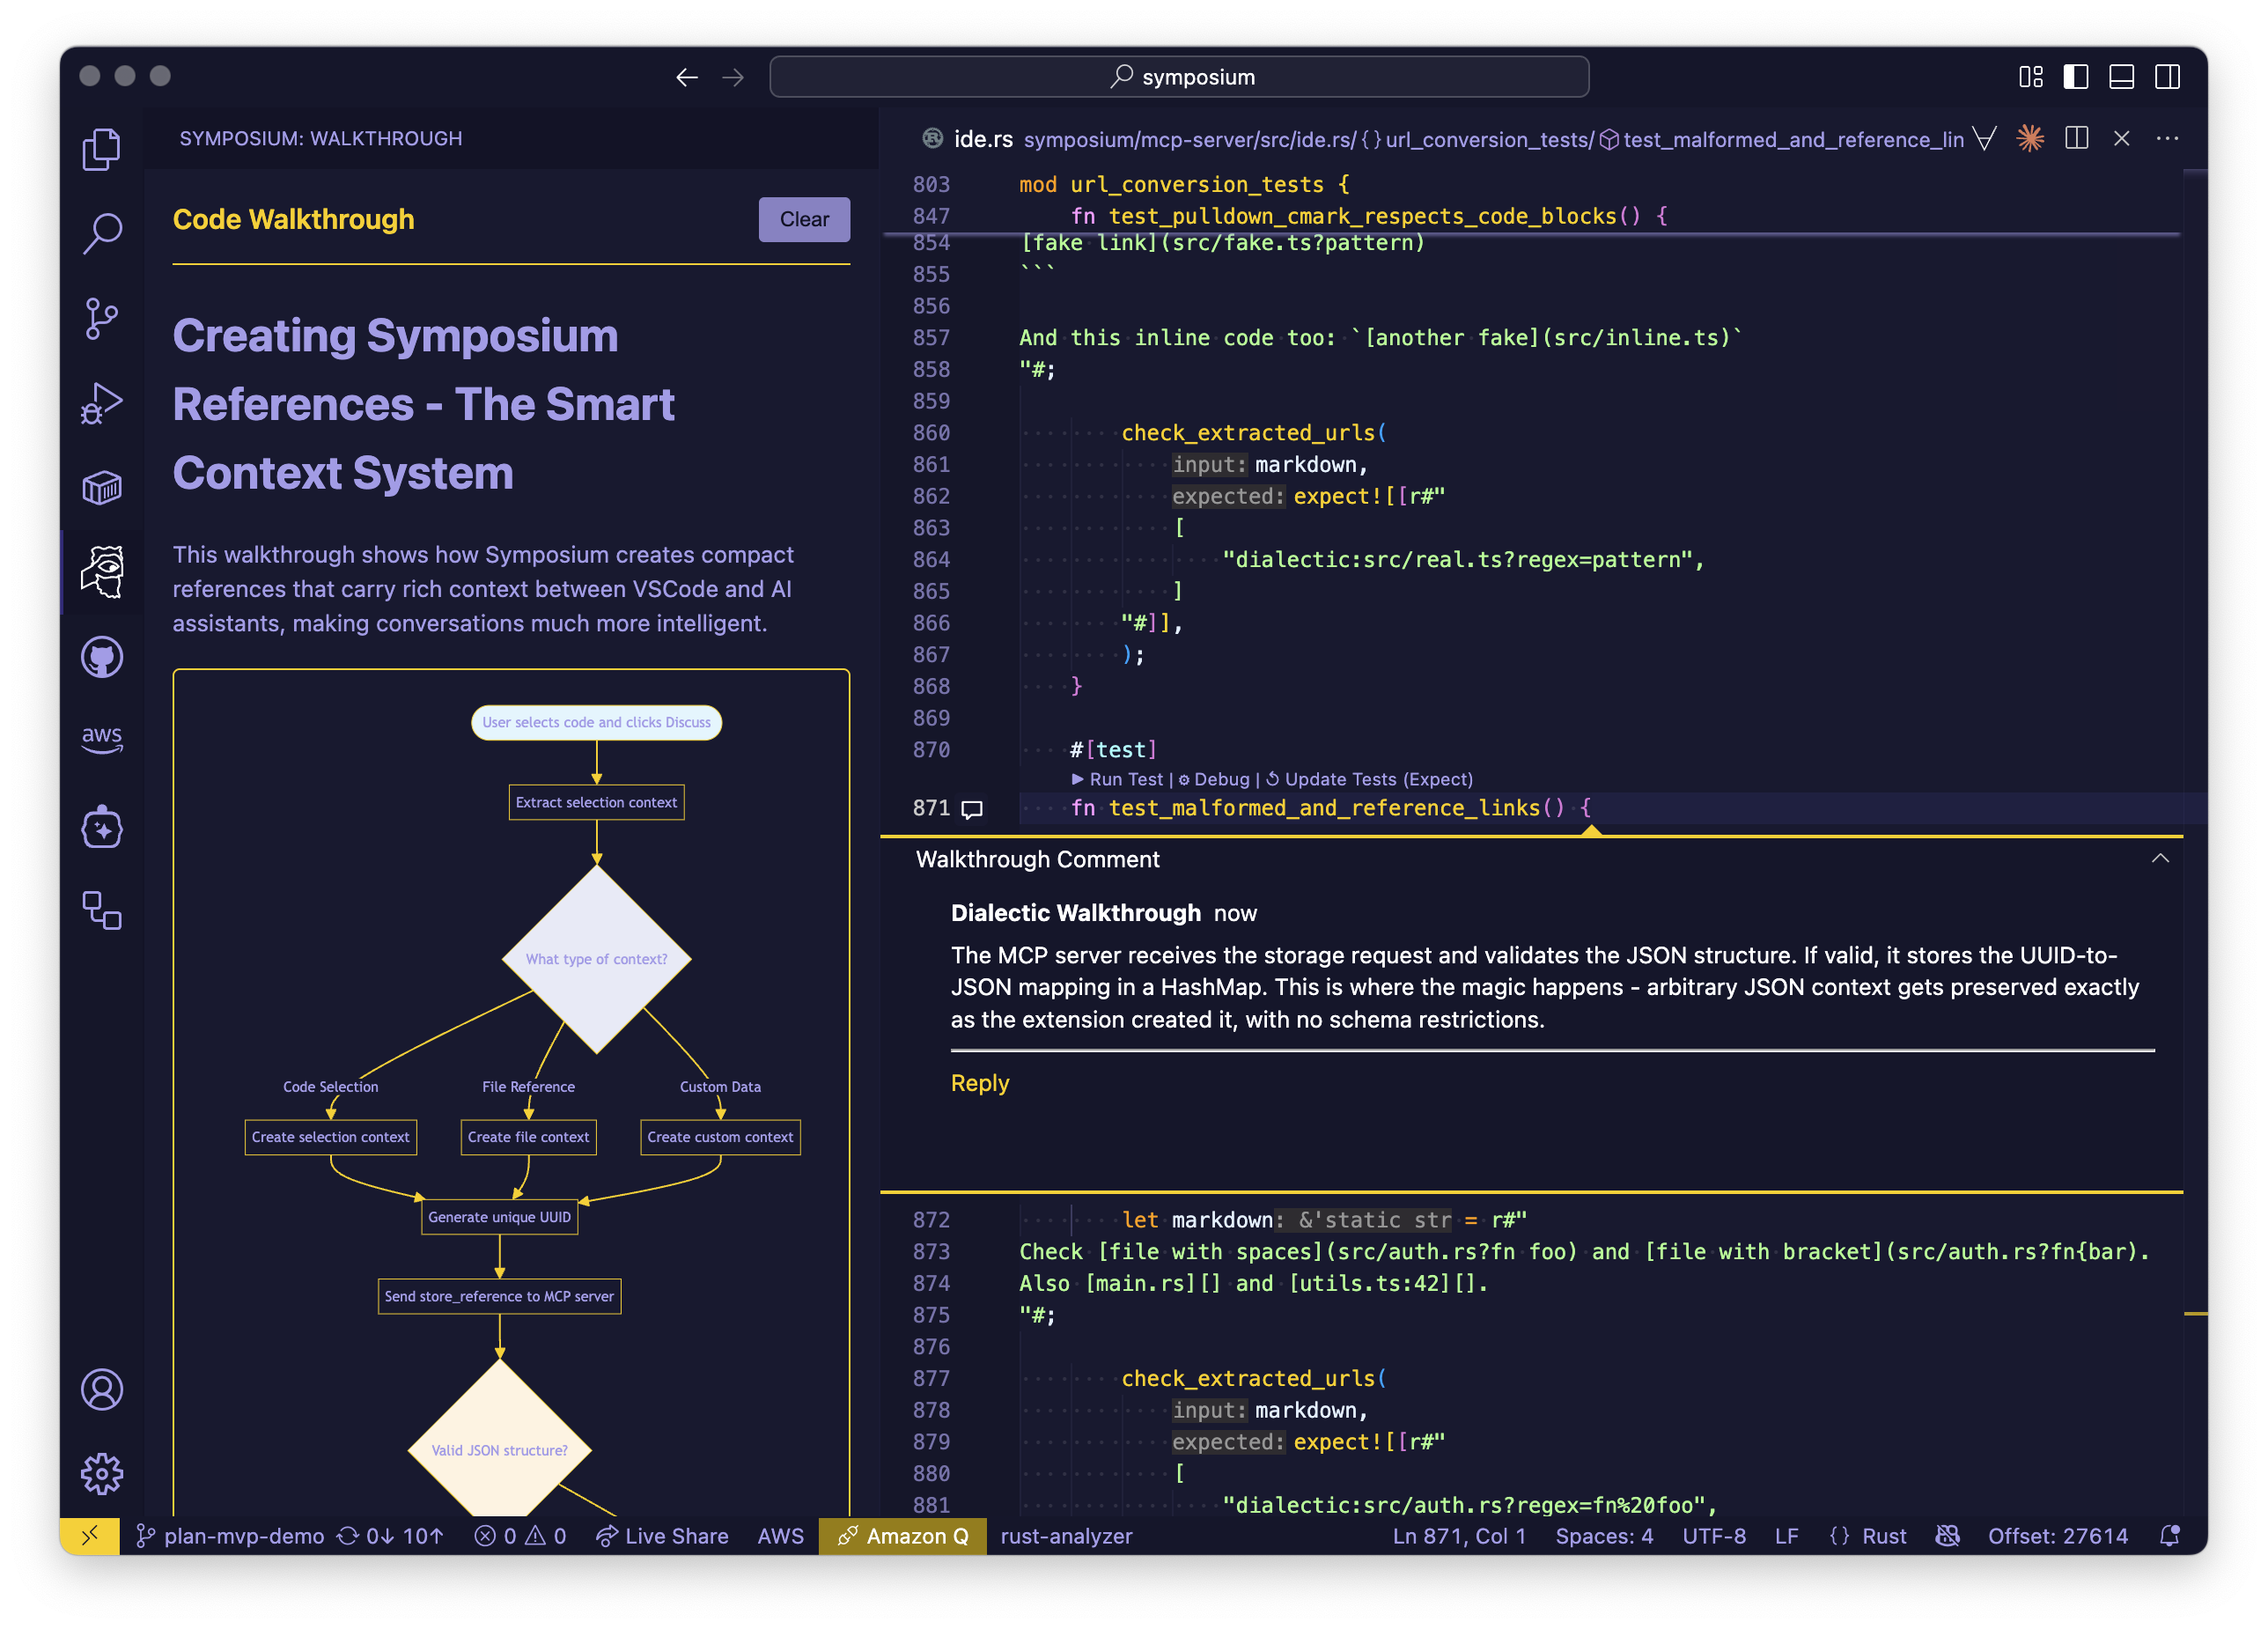 symposium
SYMPOSIUM: WALKTHROUGH
Code Walkthrough
Clear
Creating Symposium
References - The Smart
Context System
This walkthrough shows how Symposium creates compact
references that carry rich context between VSCode and AI
assistants, making conversations much more intelligent.
User selects code and clicks Discuss
Extract selection context
What type of context?
Code Selection
File Reference
Custom Data
Create selection context
Create file context
Create custom context
Generate unique UUID
Send store_reference to MCP server
Valid JSON structure?
aws
ide.rs symposium/mcp-server/src/ide.rs/{}url_conversion_tests/test_malformed_and_reference_lin
803 mod url_conversion_tests {
847 fn test_pulldown_cmark_respects_code_blocks() {
854 [fake link](src/fake.ts?pattern)
855 ```
856
857 And this inline code too: `[another fake](src/inline.ts)`
858 "#;
859
860 check_extracted_urls(
861 input: markdown,
862 expected: expect![[r#"
863 [
864 "dialectic:src/real.ts?regex=pattern",
865 ]
866 "#]],
867 );
868 }
869
870 #[test]
Run Test | Debug | Update Tests (Expect)
871 fn test_malformed_and_reference_links() {
Walkthrough Comment
Dialectic Walkthrough now
The MCP server receives the storage request and validates the JSON structure. If valid, it stores the UUID-to-
JSON mapping in a HashMap. This is where the magic happens - arbitrary JSON context gets preserved exactly
as the extension created it, with no schema restrictions.
Reply
872 let markdown: &'static str = r#"
873 Check [file with spaces](src/auth.rs?fn foo) and [file with bracket](src/auth.rs?fn{bar).
874 Also [main.rs][] and [utils.ts:42][].
875 "#;
876
877 check_extracted_urls(
878 input: markdown,
879 expected: expect![[r#"
880 [
881 "dialectic:src/auth.rs?regex=fn%20foo",
plan-mvp-demo 0↓ 10↑ 0 0 Live Share AWS Amazon Q rust-analyzer Ln 871, Col 1 Spaces: 4 UTF-8 LF {} Rust Offset: 27614